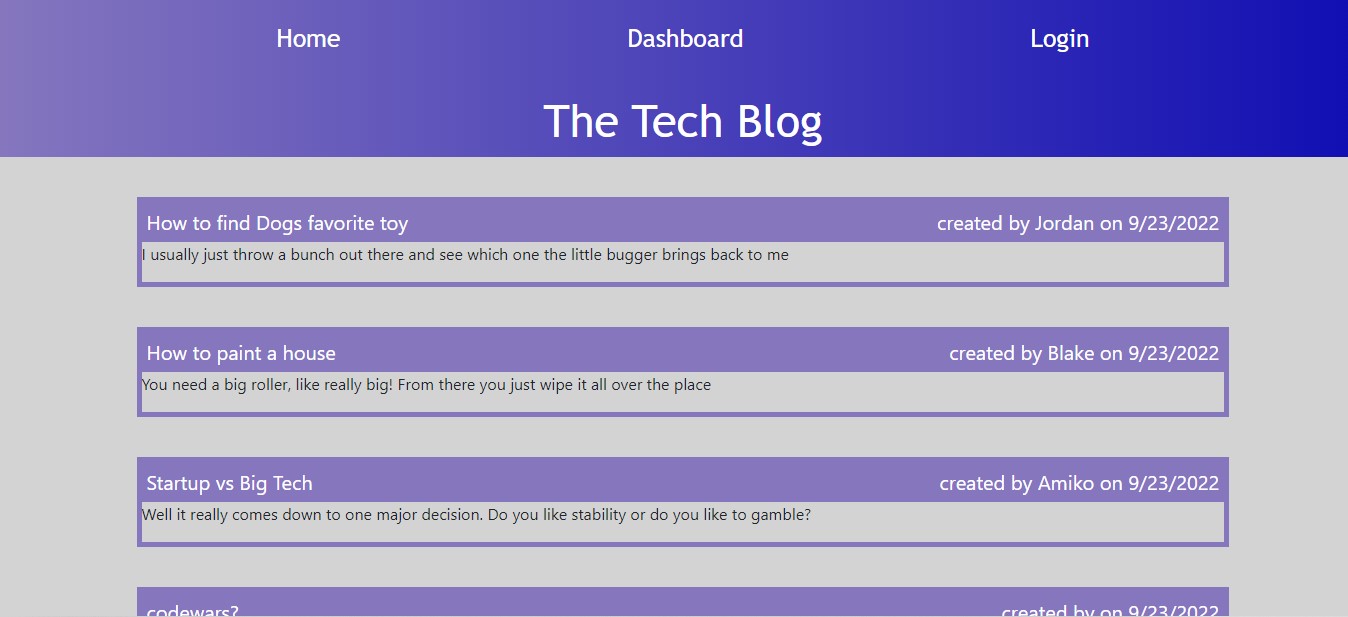 Home Dashboard Login
The Tech Blog
How to find Dogs favorite toy created by Jordan on 9/23/2022
I usually just throw a bunch out there and see which one the little bugger brings back to me
How to paint a house created by Blake on 9/23/2022
You need a big roller, like really big! From there you just wipe it all over the place
Startup vs Big Tech created by Amiko on 9/23/2022
Well it really comes down to one major decision. Do you like stability or do you like to gamble?
codewars? created by on 9/23/2022